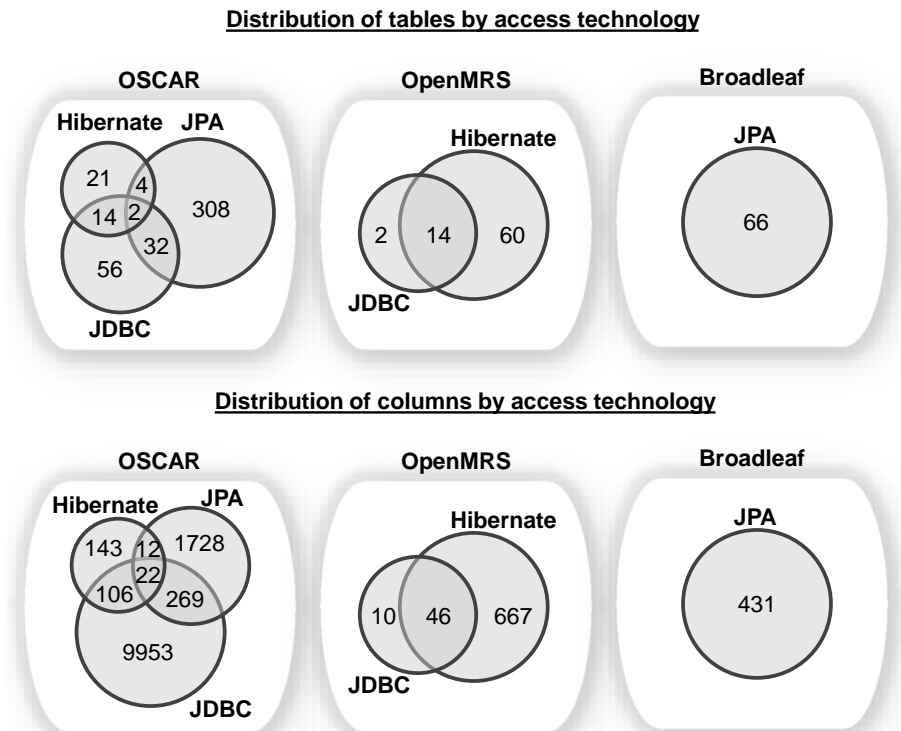 Distribution of tables by access technology
OSCAR
OpenMRS
Broadleaf
Hibernate
JPA
21
4
308
14
2
32
56
JDBC
Hibernate
2
14
60
JDBC
JPA
66
Distribution of columns by access technology
OSCAR
OpenMRS
Broadleaf
Hibernate
JPA
143
12
1728
22
106
269
9953
JDBC
Hibernate
10
46
667
JDBC
JPA
431